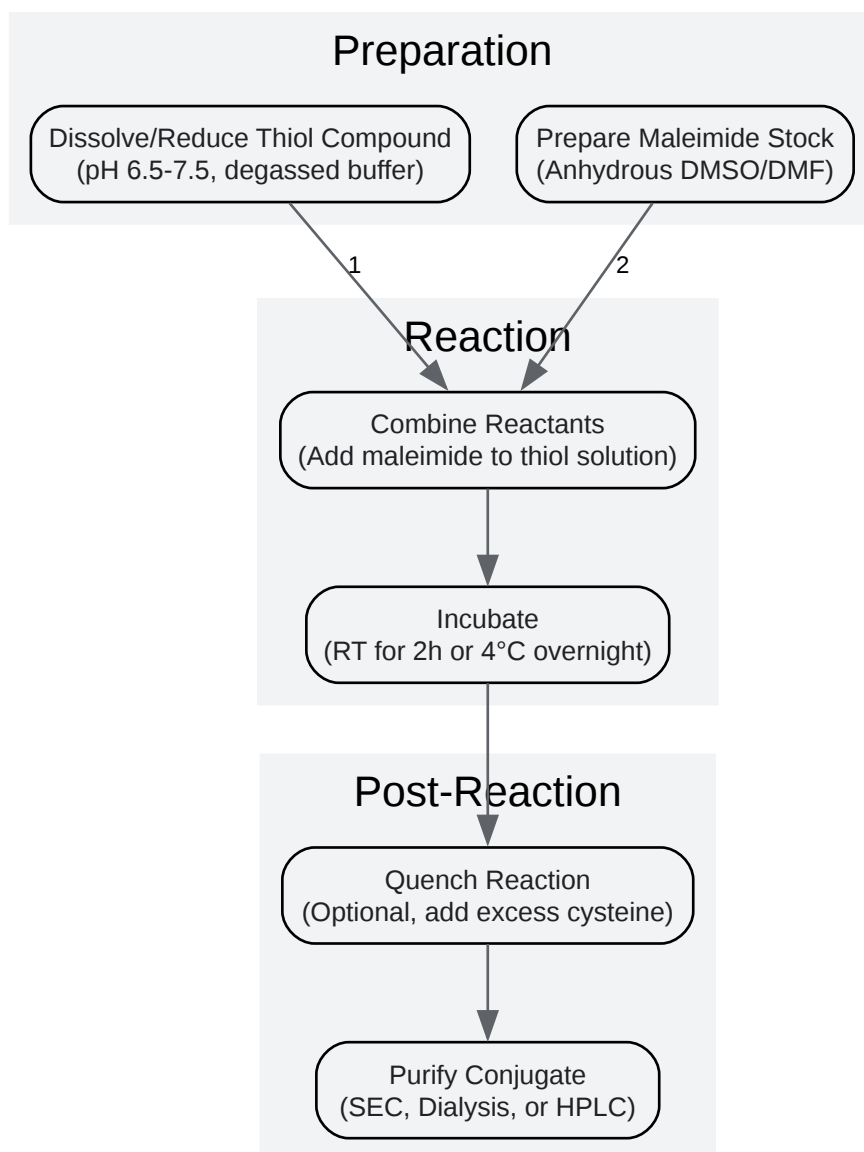 Preparation
Dissolve/Reduce Thiol Compound
(pH 6.5-7.5, degassed buffer)
Prepare Maleimide Stock
(Anhydrous DMSO/DMF)
1
2
Reaction
Combine Reactants
(Add maleimide to thiol solution)
Incubate
(RT for 2h or 4°C overnight)
Post-Reaction
Quench Reaction
(Optional, add excess cysteine)
Purify Conjugate
(SEC, Dialysis, or HPLC)